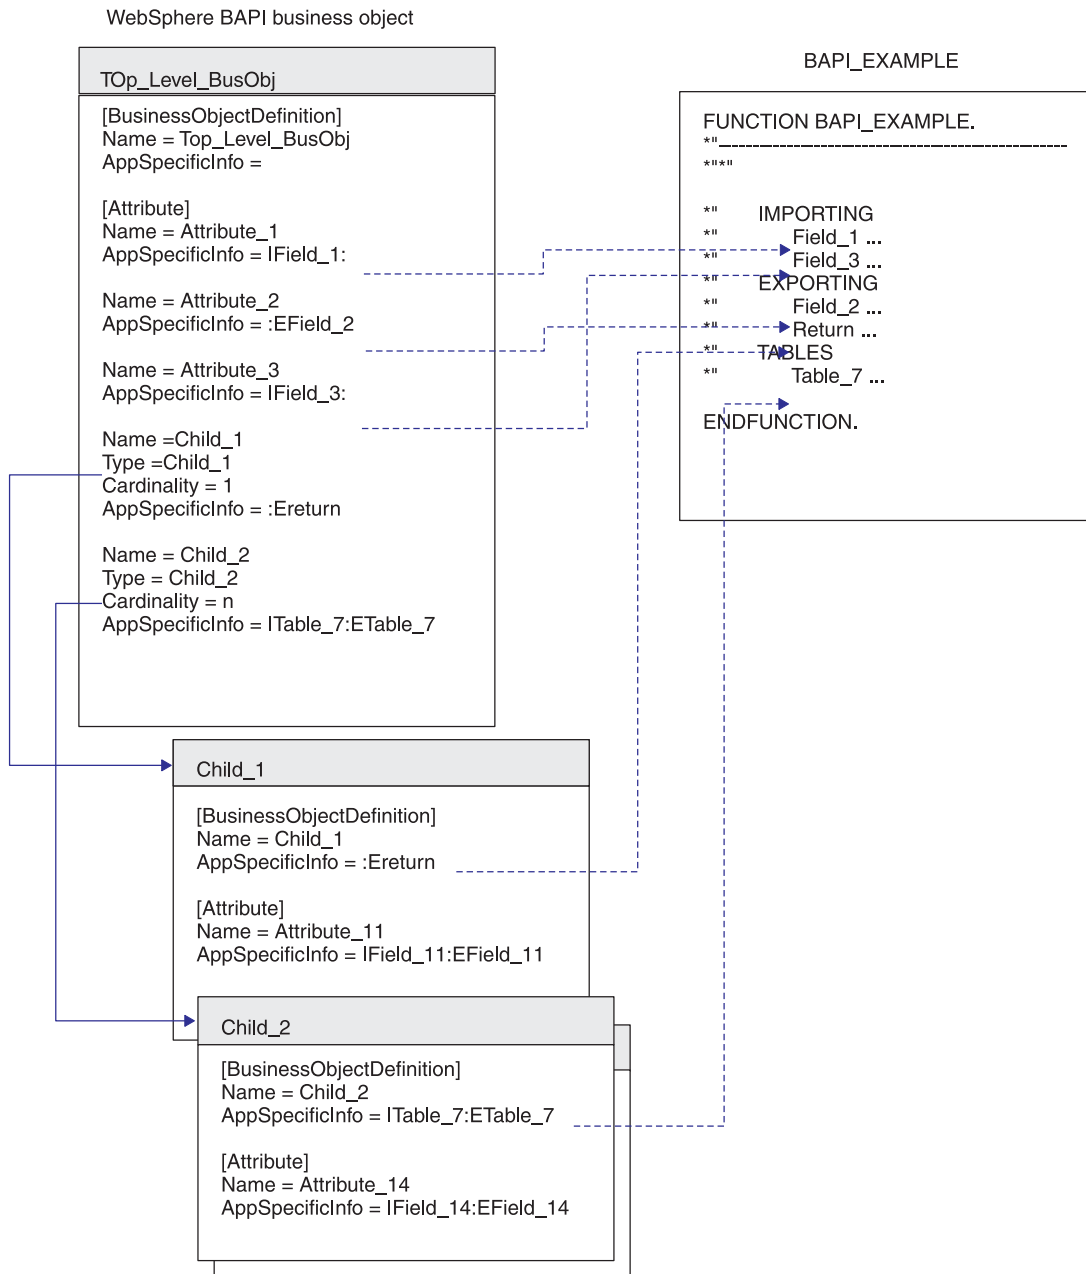 WebSphere BAPI business object
TOp_Level_BusObj
[BusinessObjectDefinition]
Name = Top_Level_BusObj
AppSpecificInfo =
[Attribute]
Name = Attribute_1
AppSpecificInfo = IField_1:
Name = Attribute_2
AppSpecificInfo = :EField_2
Name = Attribute_3
AppSpecificInfo = IField_3:
Name =Child_1
Type =Child_1
Cardinality = 1
AppSpecificInfo = :Ereturn
Name = Child_2
Type = Child_2
Cardinality = n
AppSpecificInfo = ITable_7:ETable_7
BAPI_EXAMPLE
FUNCTION BAPI_EXAMPLE.
*"----------------------------------------------------
*"*"
*" IMPORTING
*" Field_1 ...
*" Field_3 ...
*" EXPORTING
*" Field_2 ...
*" Return ...
*" TABLES
*" Table_7 ...
ENDFUNCTION.
Child_1
[BusinessObjectDefinition]
Name = Child_1
AppSpecificInfo = :Ereturn
[Attribute]
Name = Attribute_11
AppSpecificInfo = IField_11:EField_11
Child_2
[BusinessObjectDefinition]
Name = Child_2
AppSpecificInfo = ITable_7:ETable_7
[Attribute]
Name = Attribute_14
AppSpecificInfo = IField_14:EField_14